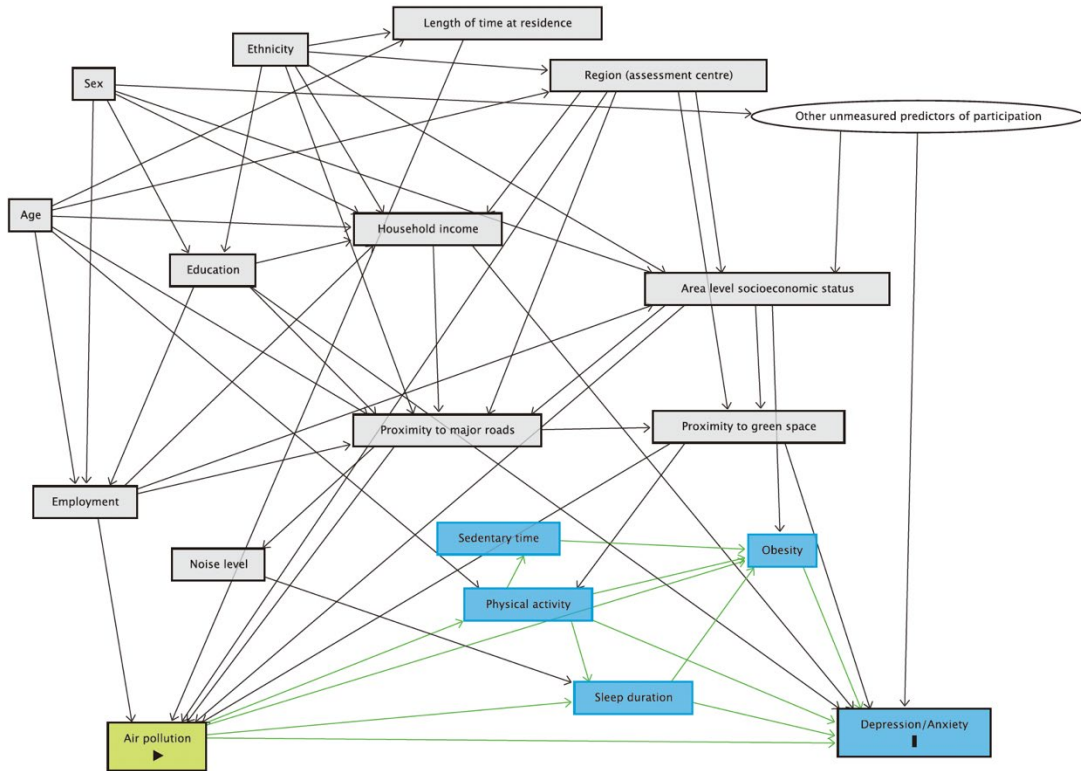 Length of time at residence
Ethnicity
Region (assessment centre)
Sex
Other unmeasured predictors of participation
Age
Household income
Education
Area level socioeconomic status
Proximity to major roads
Proximity to green space
Employment
Sedentary time
Obesity
Noise level
Physical activity
Sleep duration
Air pollution
Depression/Anxiety